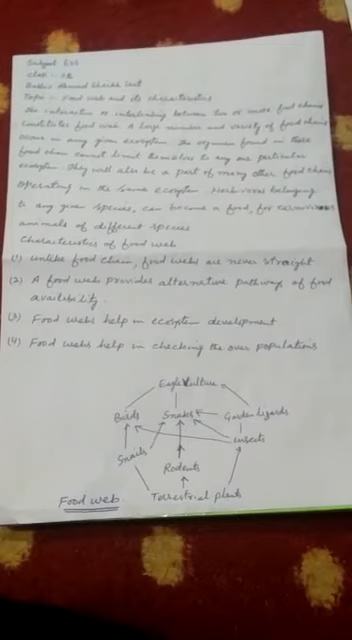 Subject EVS
Topic :- Food web and its characteristics
The interaction or interlinking between two or more food chains
constitutes food web. A large number and variety of food chains
occurs in any given ecosystem. The organism found in these
food chain cannot limit themselves to any one particular
ecosystem. They will also be a part of many other food chains
operating in the same ecosystem. Herbivores belonging
to any given species, can become a food, for carnivorous
animals of different species
Characteristics of food web
(1) Unlike food chain, food webs are never straight
(2) A food web provides alternative pathways of food
availibility.
(3) Food webs help in ecosystem development
(4) Food webs help in checking the over populations
Eagle Vulture
Birds Snakes Garden lizards
Insects
Snails
Rodents
Terrestrial plants
Food web